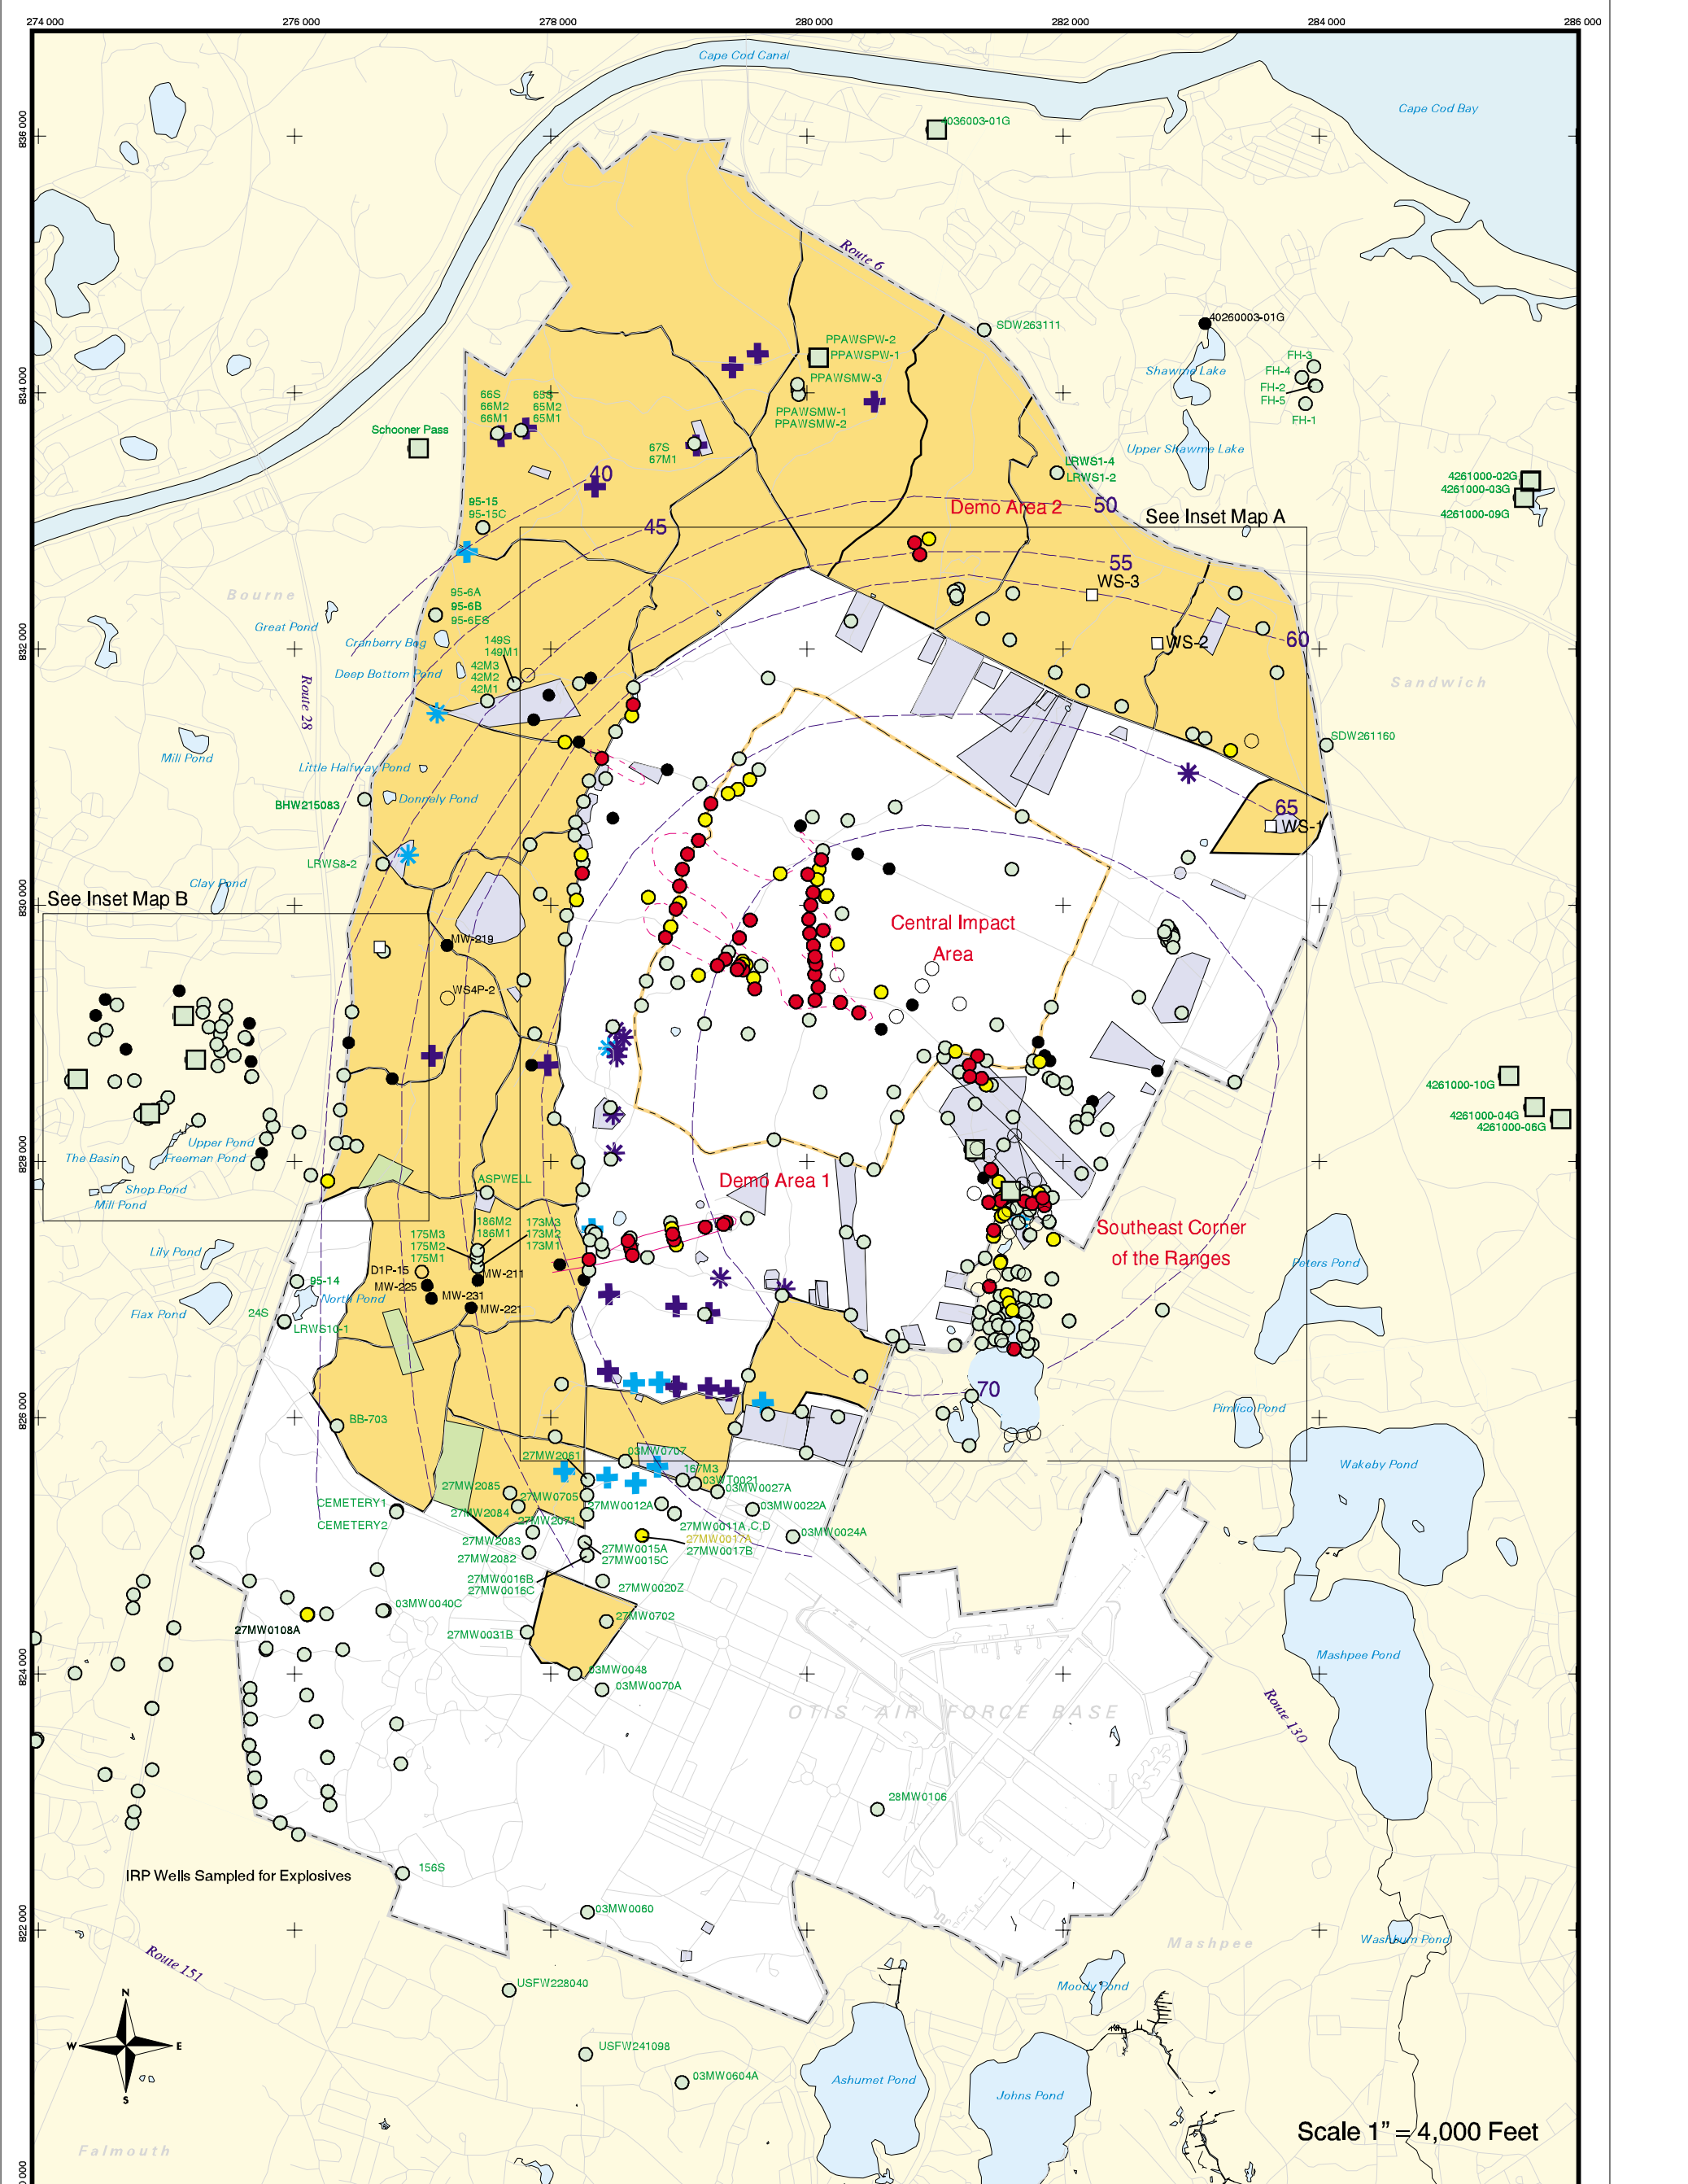 274 000
276 000
278 000
280 000
282 000
284 000
286 000
Cape Cod Canal
Cape Cod Bay
836 000
4036003-01G
Route 6
SDW263111
40260003-01G
PPAWSPW-2
PPAWSPW-1
PPAWSMW-3
PPAWSMW-1
PPAWSMW-2
FH-3
FH-4
FH-2
FH-5
FH-1
Shawme Lake
834 000
66S
66M2
66M1
65S
65M2
65M1
Schooner Pass
67S
67M1
Upper Shawme Lake
LRWS1-4
LRWS1-2
4261000-02G
4261000-03G
4261000-09G
40
95-15
95-15C
45
Demo Area 2
50
See Inset Map A
55
WS-3
Bourne
95-6A
95-6B
95-6ES
Great Pond
Cranberry Bog
832 000
149S
149M1
WS-2
60
Deep Bottom Pond
42M3
42M2
42M1
Sandwich
Route 28
SDW261160
Mill Pond
Little Halfway Pond
BHW215083
Donnaly Pond
65
WS-1
LRWS8-2
Clay Pond
See Inset Map B
830 000
Central Impact
Area
MW-219
WS4P-2
4261000-10G
4261000-04G
4261000-06G
Upper Pond
828 000
The Basin
Freeman Pond
Shop Pond
Mill Pond
ASPWELL
Demo Area 1
Southeast Corner
of the Ranges
Lily Pond
175M3
175M2
175M1
186M2
186M1
173M3
173M2
173M1
Peters Pond
D1P-15
MW-211
MW-225
MW-231
MW-221
95-14
North Pond
Flax Pond
24S
LRWS10-1
70
826 000
BB-703
Pimlico Pond
27MW2061
03MW0707
167M3
03WT0021
03MW0027A
Wakeby Pond
27MW2085
27MW0705
27MW0012A
03MW0022A
CEMETERY1
CEMETERY2
27MW2084
27MW2071
27MW0011A,C,D
03MW0024A
27MW2083
27MW0017A
27MW0017B
27MW2082
27MW0015A
27MW0015C
27MW0016B
27MW0016C
27MW0020Z
03MW0040C
27MW0702
27MW0108A
27MW0031B
824 000
03MW0048
03MW0070A
Mashpee Pond
OTIS AIR FORCE BASE
Route 130
28MW0106
IRP Wells Sampled for Explosives
156S
822 000
03MW0060
Mashpee
Washburn Pond
Route 151
USFW228040
Moody Pond
N
W
E
S
USFW241098
03MW0604A
Ashumet Pond
Johns Pond
Scale 1" = 4,000 Feet
Falmouth